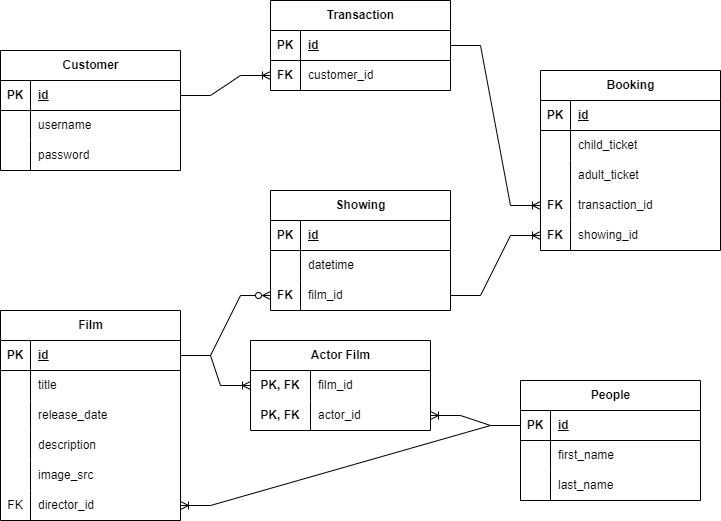 Transaction
PK id
FK customer_id
Customer
PK id
username
password
Booking
PK id
child_ticket
adult_ticket
FK transaction_id
FK showing_id
Showing
PK id
datetime
FK film_id
Film
PK id
title
release_date
description
image_src
FK director_id
Actor Film
PK, FK film_id
PK, FK actor_id
People
PK id
first_name
last_name